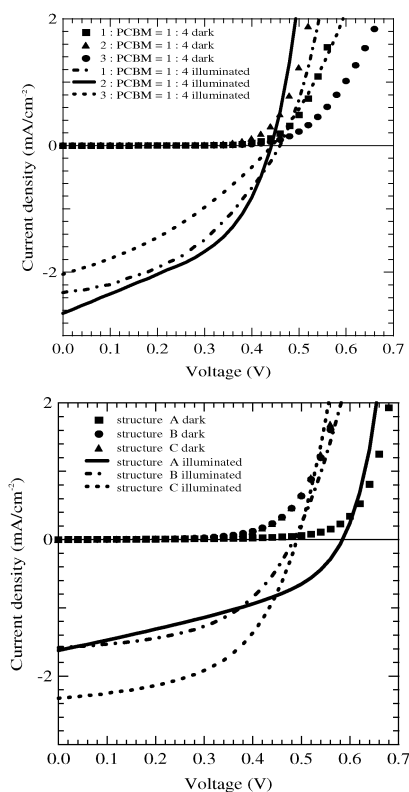 2
1 : PCBM = 1 : 4 dark
2 : PCBM = 1 : 4 dark
3 : PCBM = 1 : 4 dark
1 : PCBM = 1 : 4 illuminated
2 : PCBM = 1 : 4 illuminated
3 : PCBM = 1 : 4 illuminated
0
-2
Current density (mA/cm-2)
0.0 0.1 0.2 0.3 0.4 0.5 0.6 0.7
Voltage (V)
2
structure A dark
structure B dark
structure C dark
structure A illuminated
structure B illuminated
structure C illuminated
0
-2
Current density (mA/cm-2)
0.0 0.1 0.2 0.3 0.4 0.5 0.6 0.7
Voltage (V)